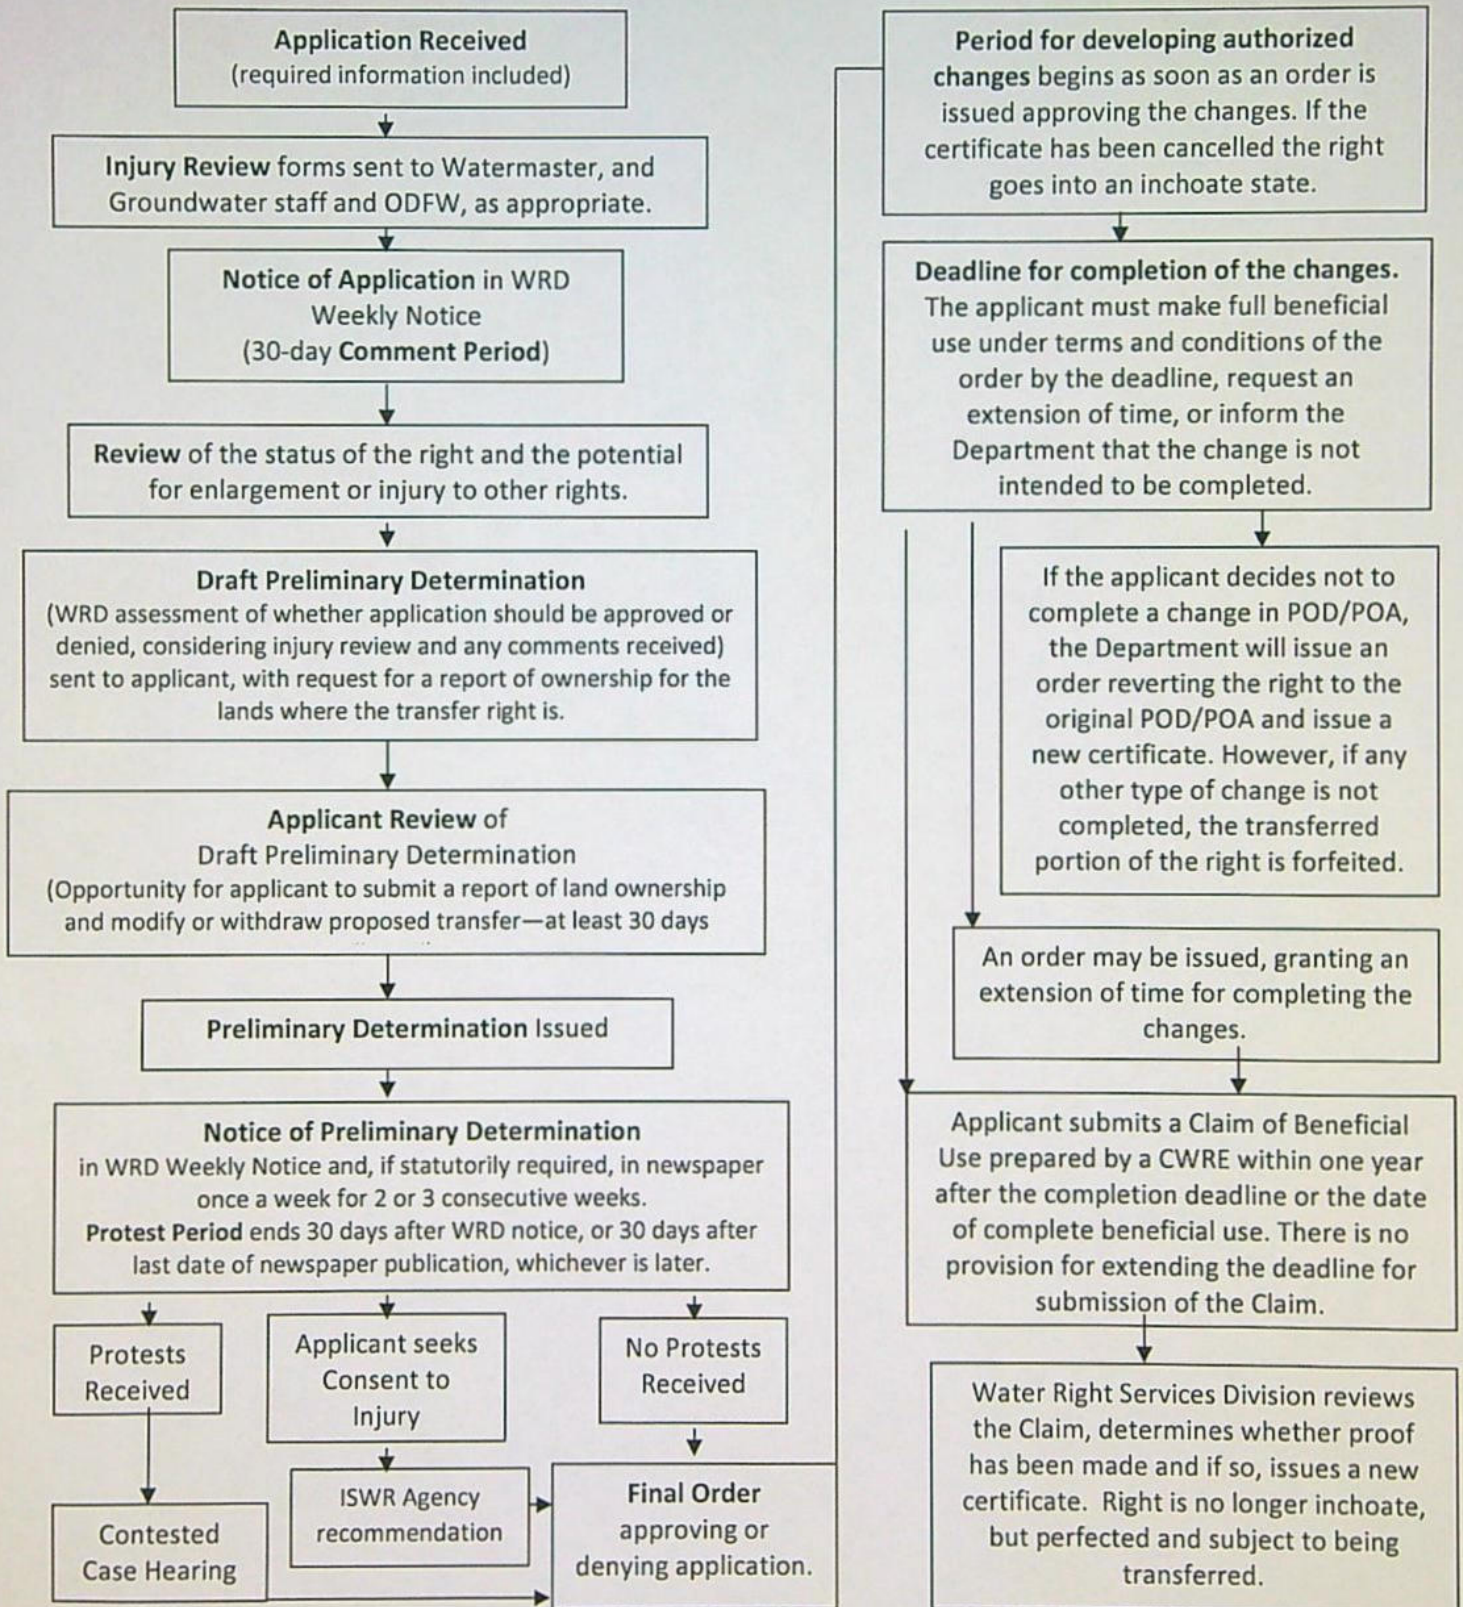 Application Received
(required information included)
Injury Review forms sent to Watermaster, and
Groundwater staff and ODFW, as appropriate.
Notice of Application in WRD
Weekly Notice
(30-day Comment Period)
Review of the status of the right and the potential
for enlargement or injury to other rights.
Draft Preliminary Determination
(WRD assessment of whether application should be approved or
denied, considering injury review and any comments received)
sent to applicant, with request for a report of ownership for the
lands where the transfer right is.
Applicant Review of
Draft Preliminary Determination
(Opportunity for applicant to submit a report of land ownership
and modify or withdraw proposed transfer—at least 30 days
Preliminary Determination Issued
Notice of Preliminary Determination
in WRD Weekly Notice and, if statutorily required, in newspaper
once a week for 2 or 3 consecutive weeks.
Protest Period ends 30 days after WRD notice, or 30 days after
last date of newspaper publication, whichever is later.
Protests
Received
Contested
Case Hearing
Applicant seeks
Consent to
Injury
ISWR Agency
recommendation
No Protests
Received
Final Order
approving or
denying application.
Period for developing authorized
changes begins as soon as an order is
issued approving the changes. If the
certificate has been cancelled the right
goes into an inchoate state.
Deadline for completion of the changes.
The applicant must make full beneficial
use under terms and conditions of the
order by the deadline, request an
extension of time, or inform the
Department that the change is not
intended to be completed.
If the applicant decides not to
complete a change in POD/POA,
the Department will issue an
order reverting the right to the
original POD/POA and issue a
new certificate. However, if any
other type of change is not
completed, the transferred
portion of the right is forfeited.
An order may be issued, granting an
extension of time for completing the
changes.
Applicant submits a Claim of Beneficial
Use prepared by a CWRE within one year
after the completion deadline or the date
of complete beneficial use. There is no
provision for extending the deadline for
submission of the Claim.
Water Right Services Division reviews
the Claim, determines whether proof
has been made and if so, issues a new
certificate. Right is no longer inchoate,
but perfected and subject to being
transferred.